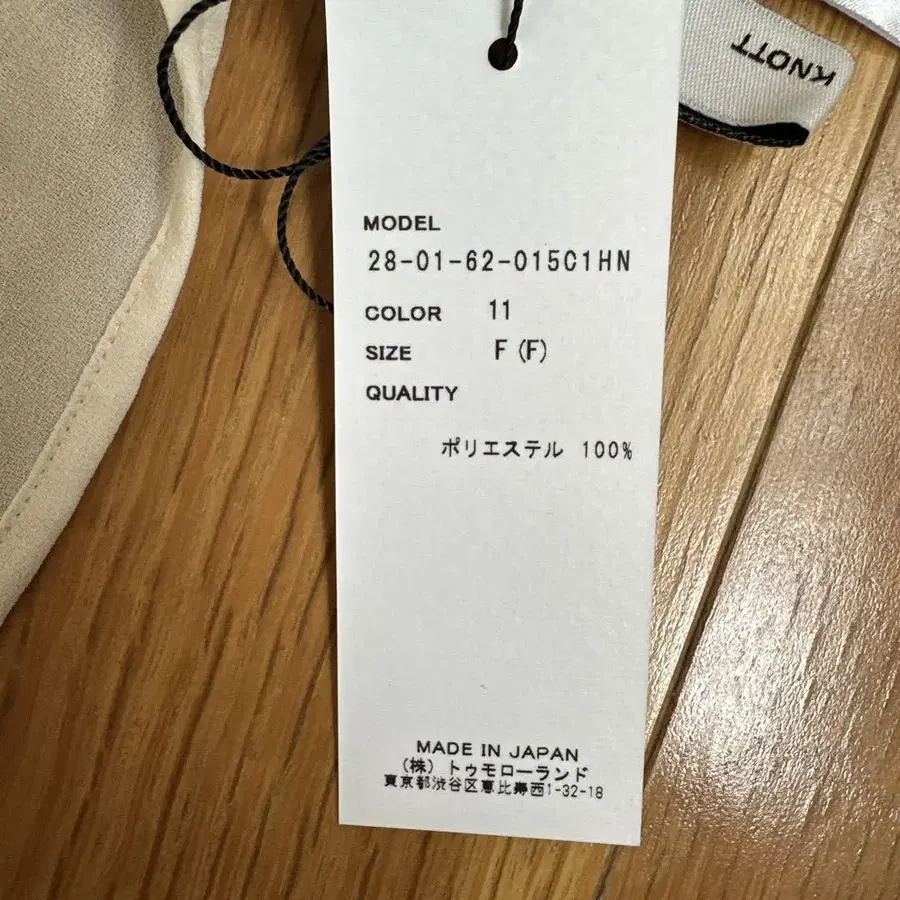 KNOTT
MODEL
28-01-62-015C1HN
COLOR 11
SIZE F (F)
QUALITY
ポリエステル 100%
MADE IN JAPAN
(株) トゥモローランド
東京都渋谷区恵比寿西1-32-18